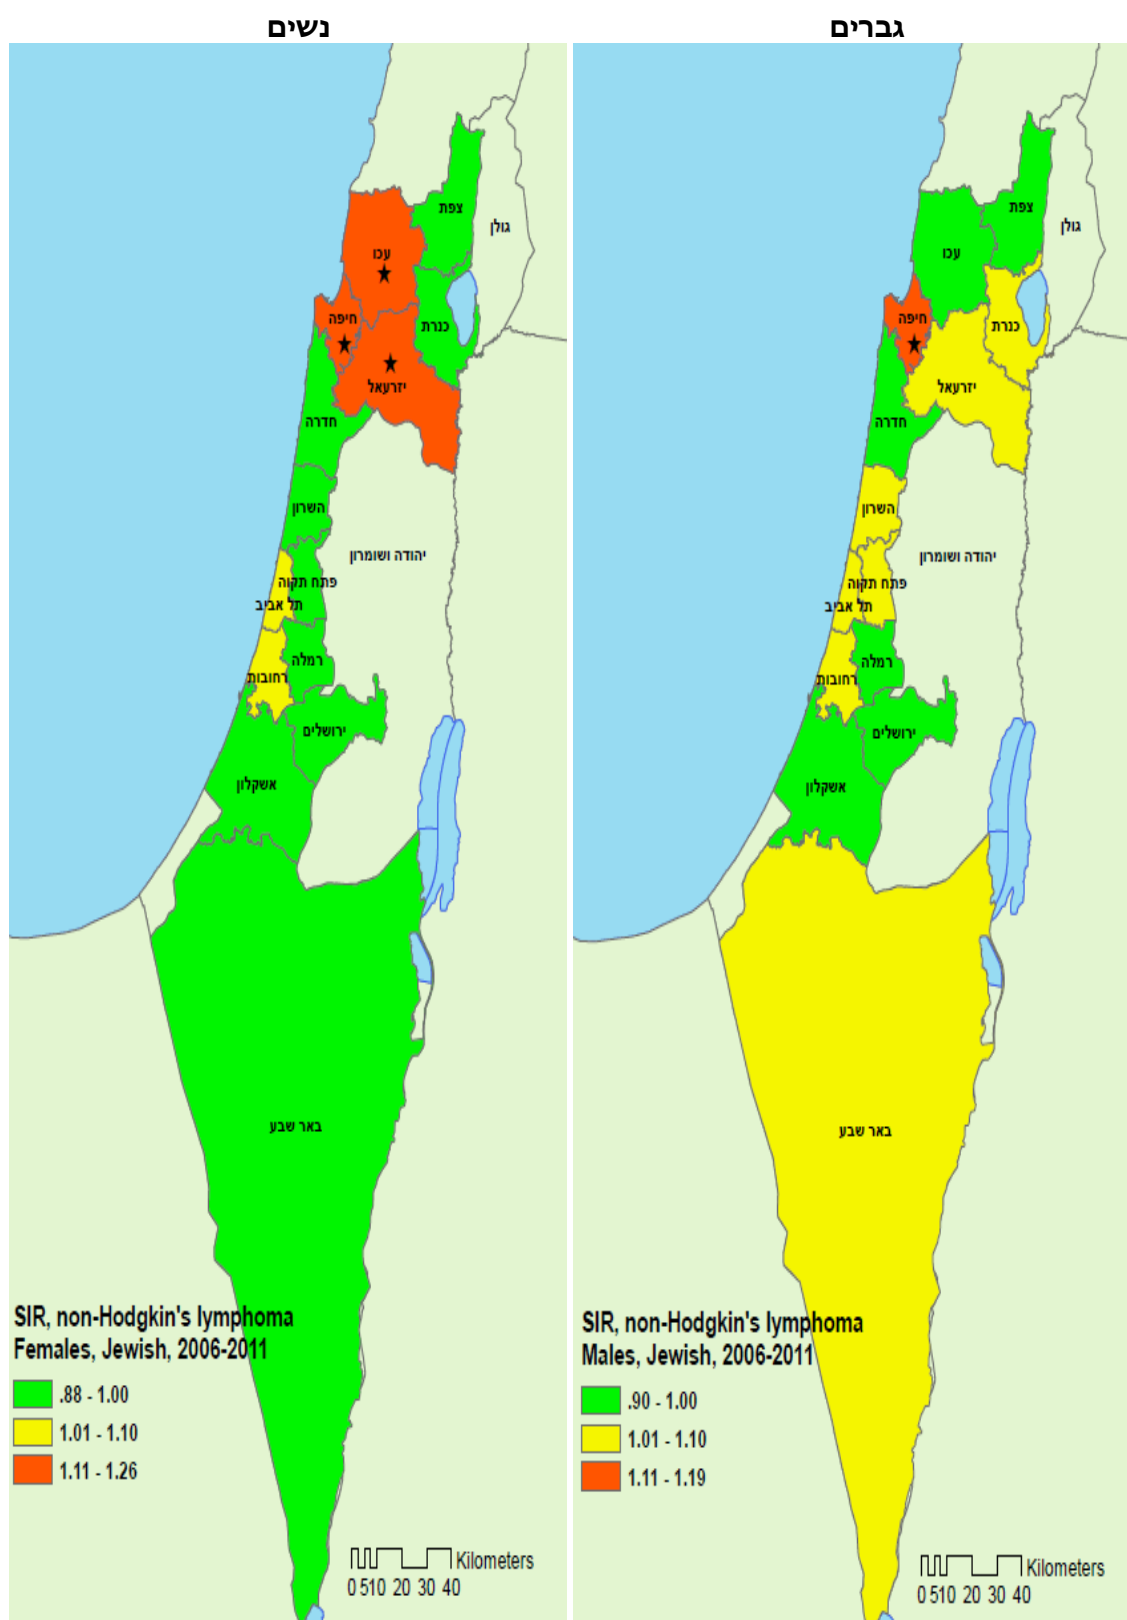 נשים
גברים
צפת
גולן
עכו
חיפה
כנרת
יזרעאל
חדרה
השרון
יהודה ושומרון
פתח תקוה
תל אביב
רמלה
רחובות
ירושלים
אשקלון
באר שבע
SIR, non-Hodgkin's lymphoma
Females, Jewish, 2006-2011
.88 - 1.00
1.01 - 1.10
1.11 - 1.26
Kilometers
0 5 10 20 30 40
צפת
גולן
עכו
חיפה
כנרת
יזרעאל
חדרה
השרון
יהודה ושומרון
פתח תקוה
תל אביב
רמלה
רחובות
ירושלים
אשקלון
באר שבע
SIR, non-Hodgkin's lymphoma
Males, Jewish, 2006-2011
.90 - 1.00
1.01 - 1.10
1.11 - 1.19
Kilometers
0 5 10 20 30 40